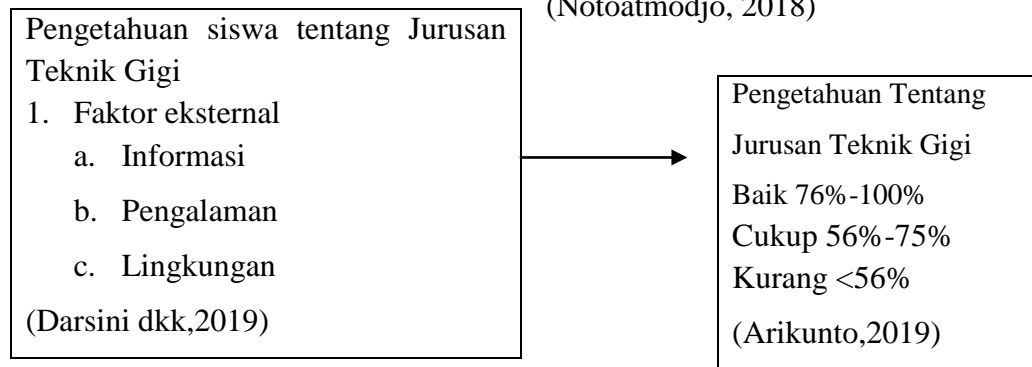 (Notoatmodjo, 2018)
Pengetahuan siswa tentang Jurusan
Teknik Gigi
1. Faktor eksternal
a. Informasi
b. Pengalaman
c. Lingkungan
(Darsini dkk,2019)
Pengetahuan Tentang
Jurusan Teknik Gigi
Baik 76%-100%
Cukup 56%-75%
Kurang <56%
(Arikunto,2019)